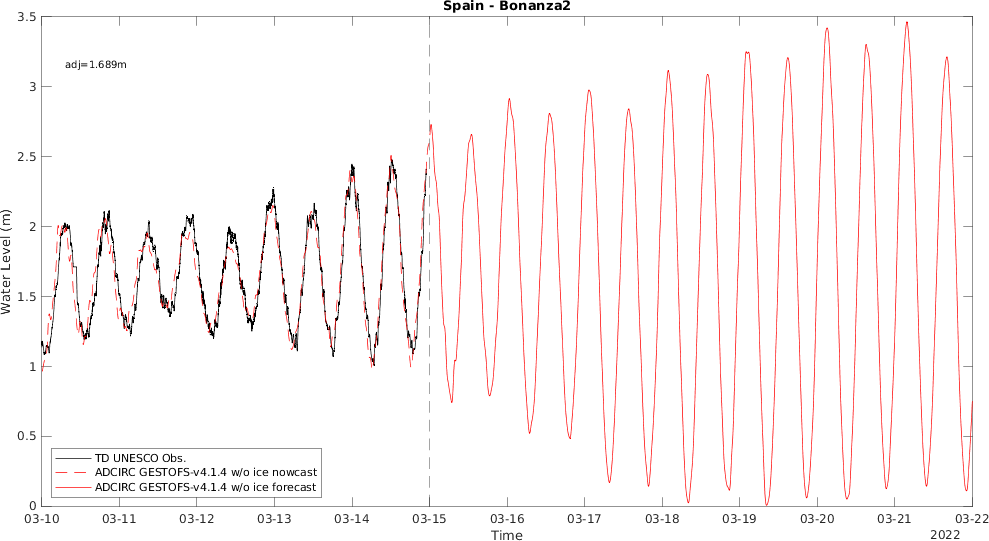 Spain - Bonanza2
adj=1.689m
3.5
3
2.5
2
1.5
1
0.5
0
Water Level (m)
TD UNESCO Obs.
ADCIRC GESTOFS-v4.1.4 w/o ice nowcast
ADCIRC GESTOFS-v4.1.4 w/o ice forecast
03-10 03-11 03-12 03-13 03-14 03-15 03-16 03-17 03-18 03-19 03-20 03-21 03-22
Time
2022